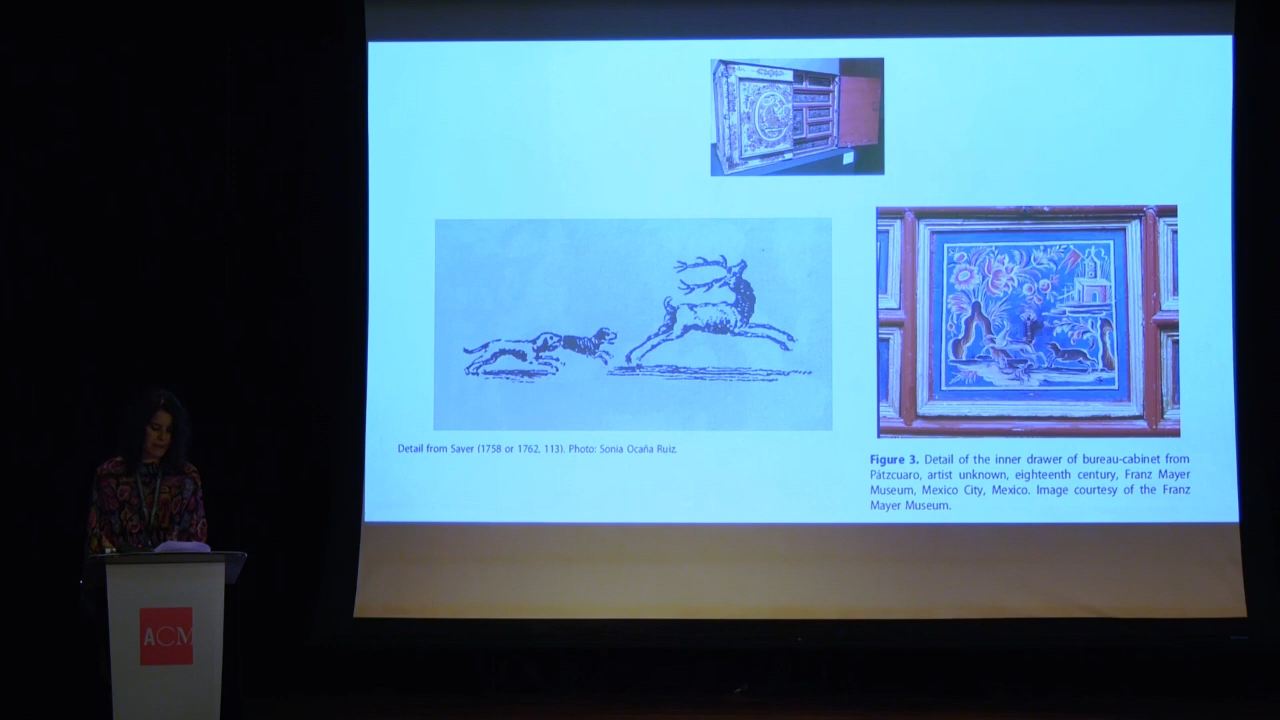 Detail from Sayer (1758 or 1762, 113). Photo: Sonia Ocaña Ruiz.
Figure 3. Detail of the inner drawer of bureau-cabinet from
Pátzcuaro, artist unknown, eighteenth century, Franz Mayer
Museum, Mexico City, Mexico. Image courtesy of the Franz
Mayer Museum.
ACM